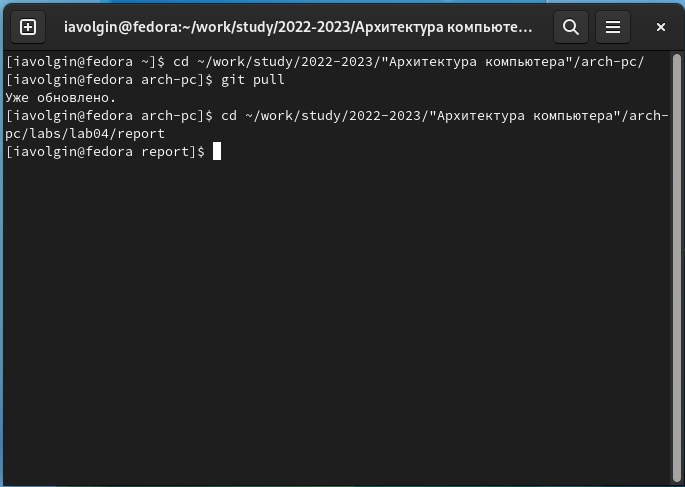 iavolgin@fedora:~/work/study/2022-2023/Архитектура компьюте...
[iavolgin@fedora ~]$ cd ~/work/study/2022-2023/"Архитектура компьютера"/arch-pc/
[iavolgin@fedora arch-pc]$ git pull
Уже обновлено.
[iavolgin@fedora arch-pc]$ cd ~/work/study/2022-2023/"Архитектура компьютера"/arch-
pc/labs/lab04/report
[iavolgin@fedora report]$